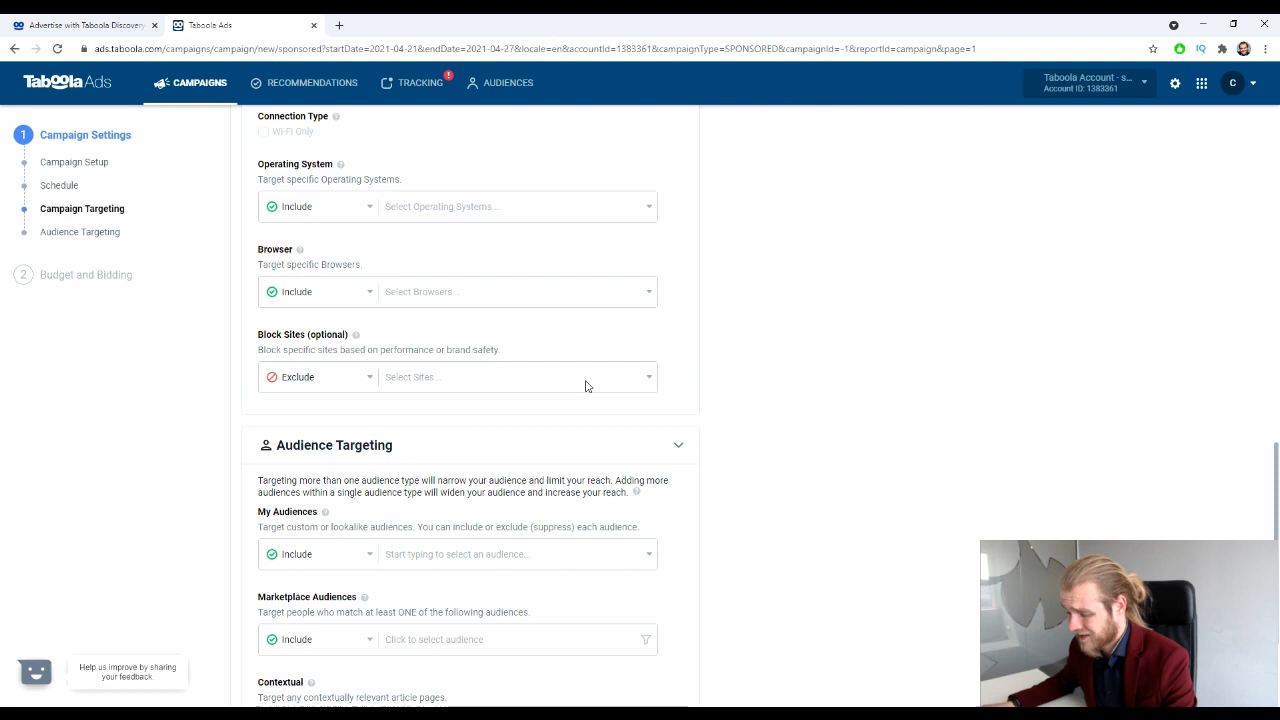 Advertise with Taboola Discovery
Taboola Ads
ads.taboola.com/campaigns/campaign/new/sponsored?startDate=2021-04-21&endDate=2021-04-27&locale=en&accountId=1383361&campaignType=SPONSORED&campaignId=-1&reportId=campaign&page=1
IQ
Taboola Ads
CAMPAIGNS
RECOMMENDATIONS
TRACKING
!
AUDIENCES
Taboola Account - s...
Account ID: 1383361
C
1 Campaign Settings
Campaign Setup
Schedule
Campaign Targeting
Audience Targeting
2 Budget and Bidding
Connection Type ?
Wi-Fi Only
Operating System ?
Target specific Operating Systems.
Include Select Operating Systems...
Browser ?
Target specific Browsers.
Include Select Browsers...
Block Sites (optional) ?
Block specific sites based on performance or brand safety.
Exclude Select Sites...
Audience Targeting
Targeting more than one audience type will narrow your audience and limit your reach. Adding more
audiences within a single audience type will widen your audience and increase your reach. ?
My Audiences ?
Target custom or lookalike audiences. You can include or exclude (suppress) each audience.
Include Start typing to select an audience...
Marketplace Audiences ?
Target people who match at least ONE of the following audiences.
Include Click to select audience
Contextual ?
Target any contextually relevant article pages.
Help us improve by sharing
your feedback.